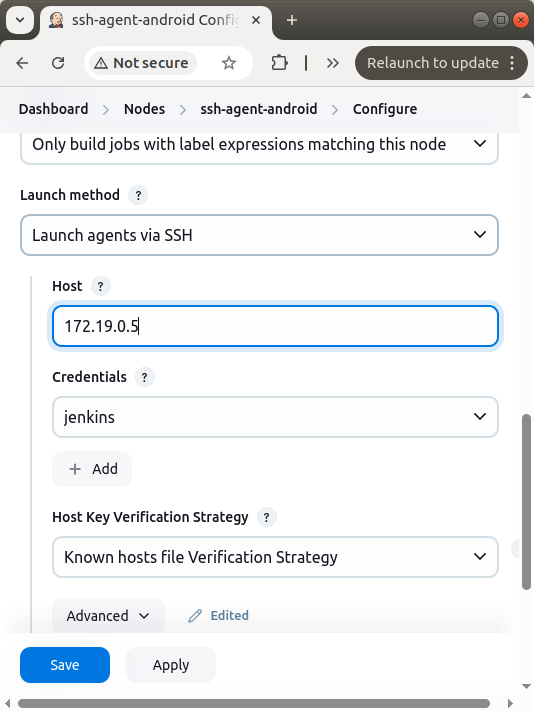 ssh-agent-android Confi
Not secure
Relaunch to update
Dashboard Nodes ssh-agent-android Configure
Only build jobs with label expressions matching this node
Launch method ?
Launch agents via SSH
Host ?
172.19.0.5
Credentials ?
jenkins
+ Add
Host Key Verification Strategy ?
Known hosts file Verification Strategy
Advanced Edited
Save Apply